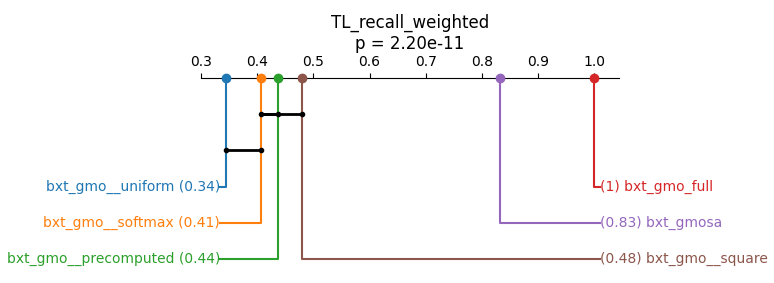 TL_recall_weighted
p = 2.20e-11
0.3 0.4 0.5 0.6 0.7 0.8 0.9 1.0
bxt_gmo__uniform (0.34) (1) bxt_gmo_full
bxt_gmo__softmax (0.41) (0.83) bxt_gmosa
bxt_gmo__precomputed (0.44) (0.48) bxt_gmo__square